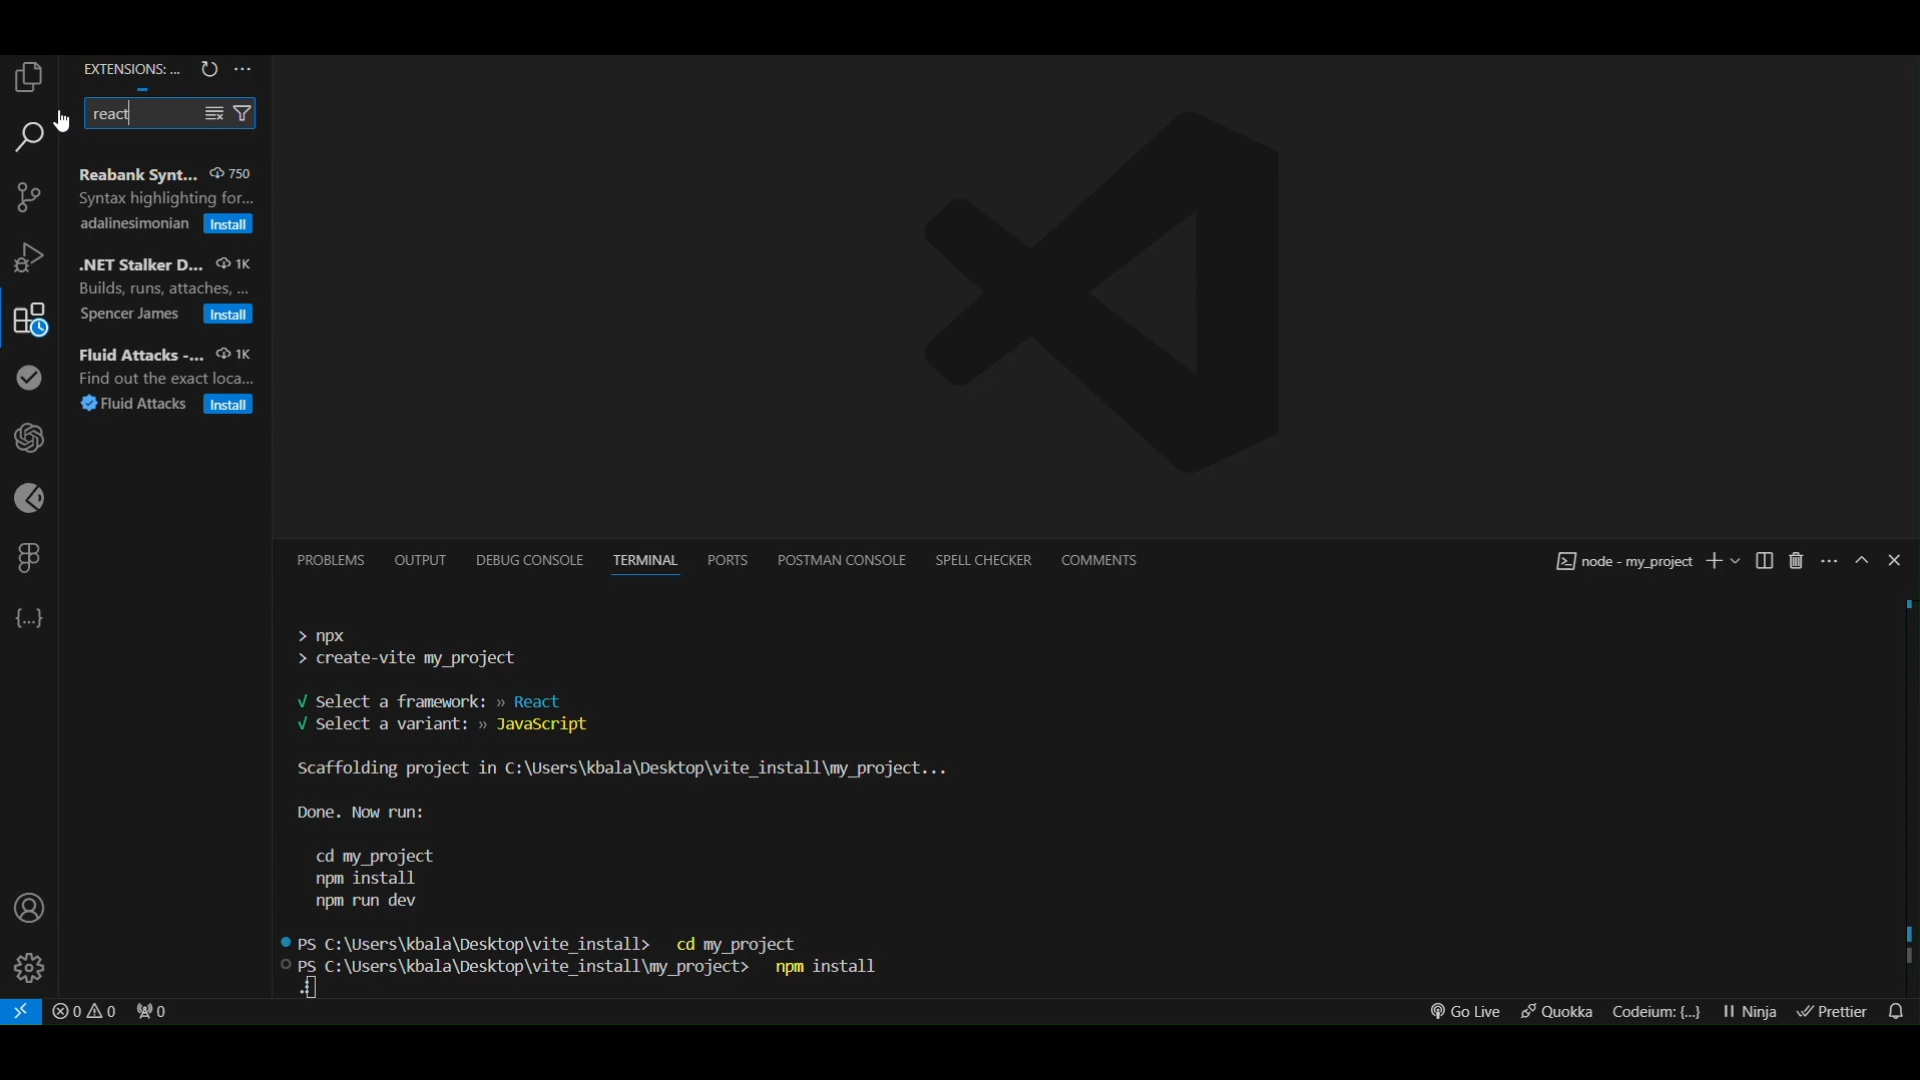 EXTENSIONS: ...
react
Reabank Synt... 750
Syntax highlighting for...
adalinesimonian Install
.NET Stalker D... 1K
Builds, runs, attaches, ...
Spencer James Install
Fluid Attacks -... 1K
Find out the exact loca...
Fluid Attacks Install
PROBLEMS OUTPUT DEBUG CONSOLE TERMINAL PORTS POSTMAN CONSOLE SPELL CHECKER COMMENTS node - my_project
> npx
> create-vite my_project
√ Select a framework: » React
√ Select a variant: » JavaScript
Scaffolding project in C:\Users\kbala\Desktop\vite_install\my_project...
Done. Now run:
cd my_project
npm install
npm run dev
PS C:\Users\kbala\Desktop\vite_install> cd my_project
PS C:\Users\kbala\Desktop\vite_install\my_project> npm install
0 0 0 Go Live Quokka Codeium: {...} Ninja Prettier